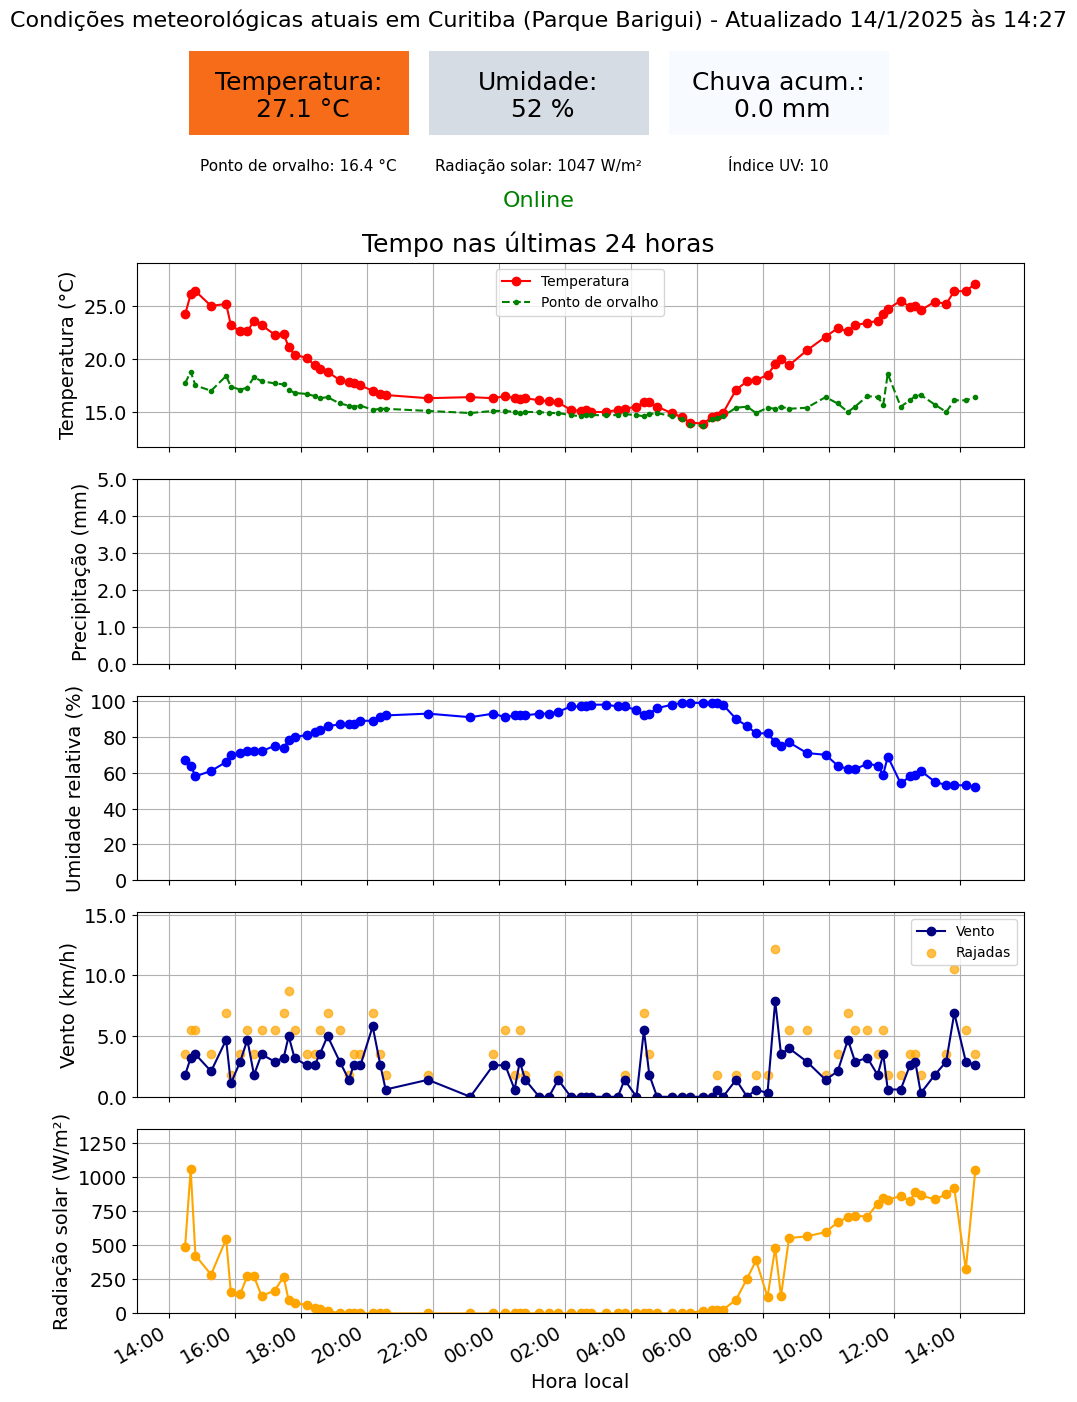 Condições meteorológicas atuais em Curitiba (Parque Barigui) - Atualizado 14/1/2025 às 14:27
Temperatura:
27.1 °C
Umidade:
52 %
Chuva acum.:
0.0 mm
Ponto de orvalho: 16.4 °C
Radiação solar: 1047 W/m²
Índice UV: 10
Online
Tempo nas últimas 24 horas
Temperatura (°C)
25.0
20.0
15.0
Temperatura
Ponto de orvalho
Precipitação (mm)
5.0
4.0
3.0
2.0
1.0
0.0
Umidade relativa (%)
100
80
60
40
20
0
Vento (km/h)
15.0
10.0
5.0
0.0
Vento
Rajadas
Radiação solar (W/m²)
1250
1000
750
500
250
0
14:00
16:00
18:00
20:00
22:00
00:00
02:00
04:00
06:00
08:00
10:00
12:00
14:00
Hora local